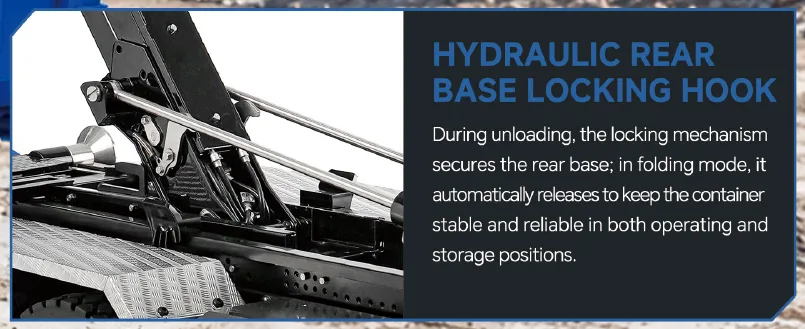 HYDRAULIC REAR
BASE LOCKING HOOK
During unloading, the locking mechanism
secures the rear base; in folding mode, it
automatically releases to keep the container
stable and reliable in both operating and
storage positions.